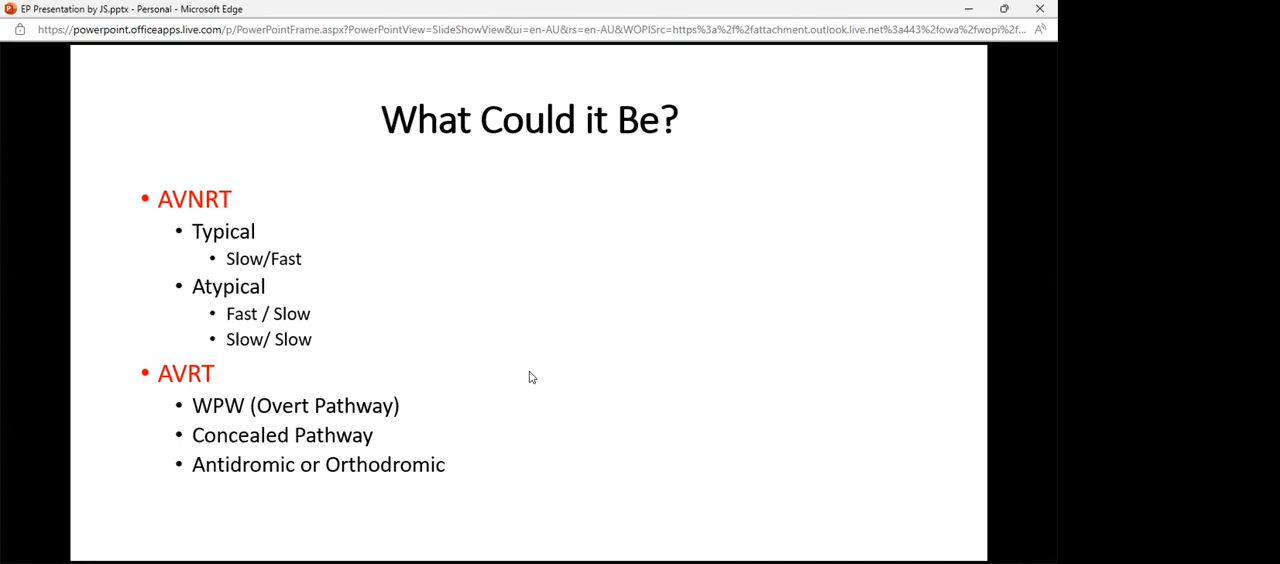 EP Presentation by JS.pptx - Personal - Microsoft Edge
https://powerpoint.officeapps.live.com/p/PowerPointFrame.aspx?PowerPointView=SlideShowView&ui=en-AU&rs=en-AU&WOPISrc=https%3a%2f%2fattachment.outlook.live.net%3a443%2fowa%2fwopi%2f...
What Could it Be?
• AVNRT
• Typical
• Slow/Fast
• Atypical
• Fast / Slow
• Slow/ Slow
• AVRT
• WPW (Overt Pathway)
• Concealed Pathway
• Antidromic or Orthodromic